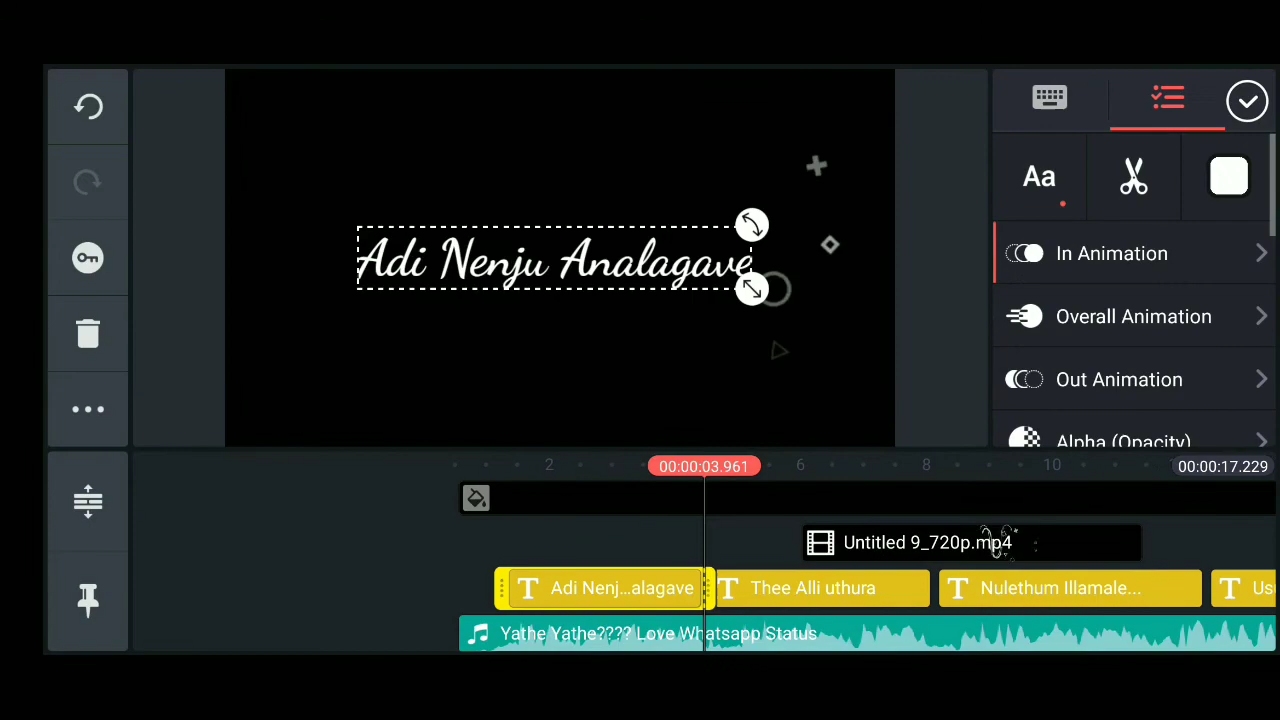 Aa
Adi Nenju Analagave
In Animation
Overall Animation
Out Animation
Alpha (Opacity)
2
00:00:03.961
6
8
10
00:00:17.229
Untitled 9_720p.mp4
T Adi Nenj...alagave
T Thee Alli uthura
T Nulethum Illamale...
T Us
Yathe Yathe???? Love Whatsapp Status